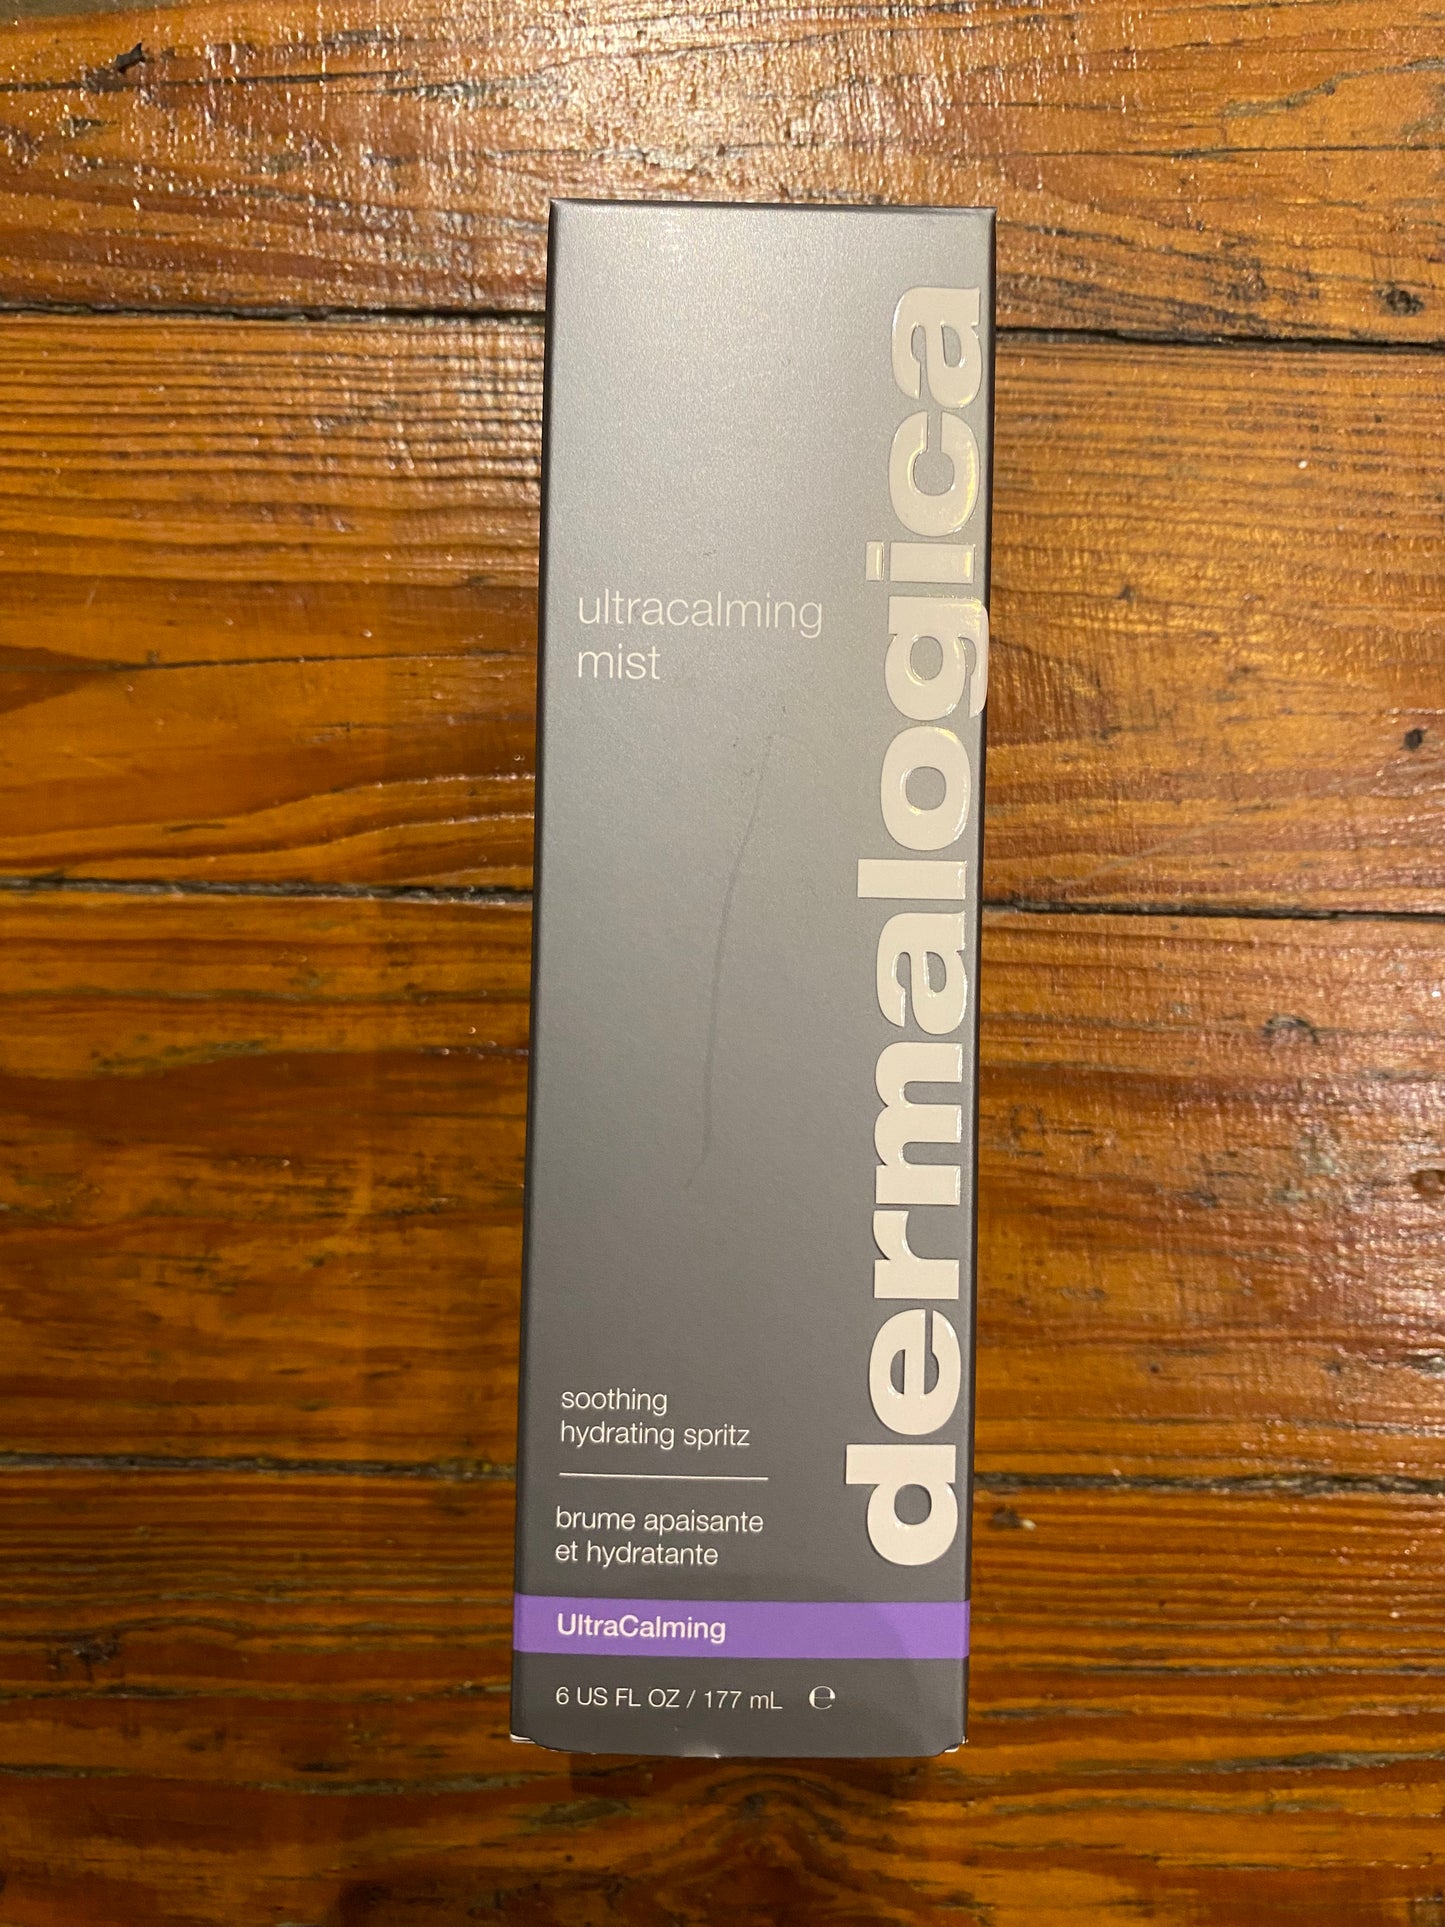 ultracalming
mist
dermalogica
soothing
hydrating spritz
brume apaisante
et hydratante
UltraCalming
6 US FL OZ / 177 mL ℮